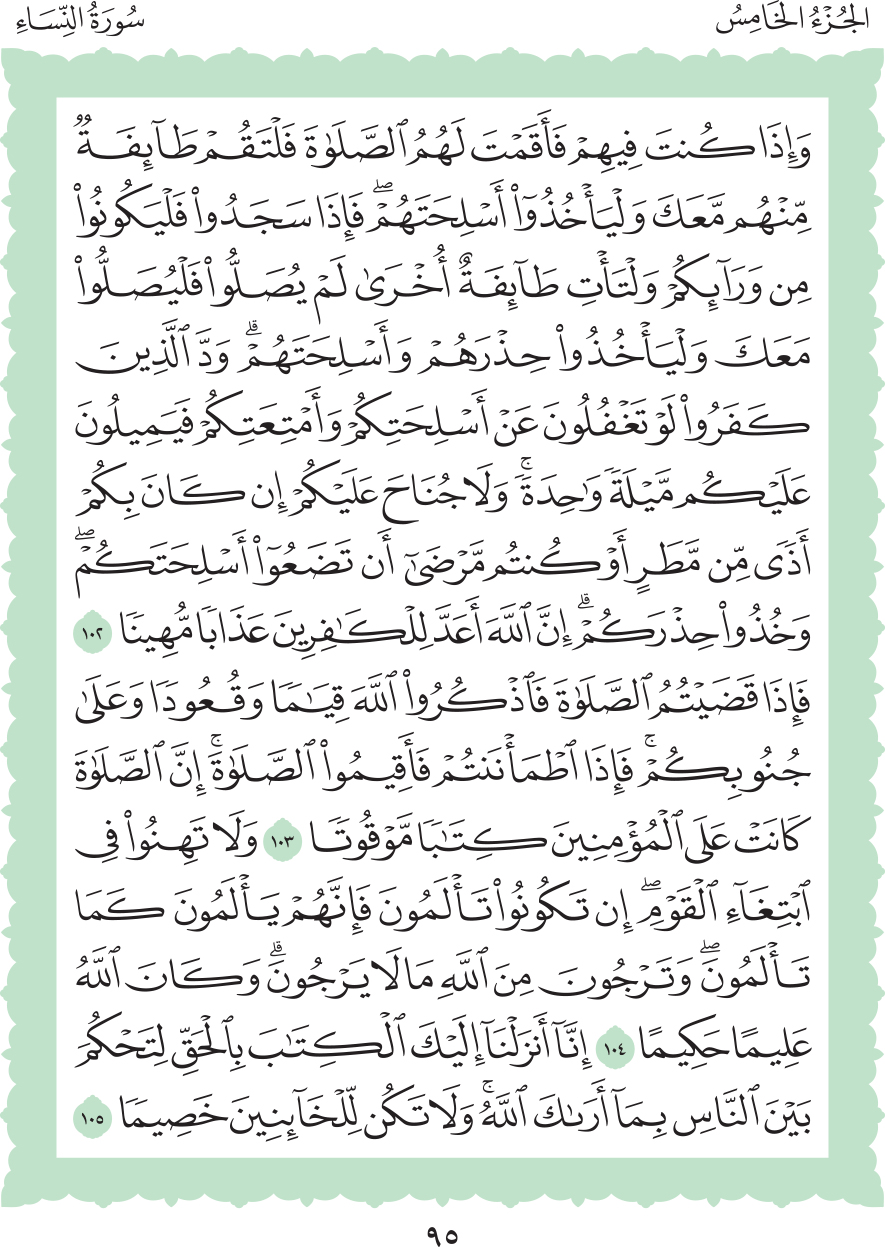 الجُزْءُ الخَامِسُ
سُورَةُ النِّسَاءِ
وَإِذَا كُنتَ فِيهِمْ فَأَقَمْتَ لَهُمُ ٱلصَّلَوٰةَ فَلْتَقُمْ طَآئِفَةٌ
مِّنْهُم مَّعَكَ وَلْيَأْخُذُوٓا۟ أَسْلِحَتَهُمْۖ فَإِذَا سَجَدُوا۟ فَلْيَكُونُوا۟
مِن وَرَآئِكُمْ وَلْتَأْتِ طَآئِفَةٌ أُخْرَىٰ لَمْ يُصَلُّوا۟ فَلْيُصَلُّوا۟
مَعَكَ وَلْيَأْخُذُوا۟ حِذْرَهُمْ وَأَسْلِحَتَهُمْۗ وَدَّ ٱلَّذِينَ
كَفَرُوا۟ لَوْ تَغْفُلُونَ عَنْ أَسْلِحَتِكُمْ وَأَمْتِعَتِكُمْ فَيَمِيلُونَ
عَلَيْكُم مَّيْلَةً وَٰحِدَةًۚ وَلَا جُنَاحَ عَلَيْكُمْ إِن كَانَ بِكُمْ
أَذًى مِّن مَّطَرٍ أَوْ كُنتُم مَّرْضَىٰٓ أَن تَضَعُوٓا۟ أَسْلِحَتَكُمْۖ
وَخُذُوا۟ حِذْرَكُمْۗ إِنَّ ٱللَّهَ أَعَدَّ لِلْكَـٰفِرِينَ عَذَابًا مُّهِينًا ١٠٢
فَإِذَا قَضَيْتُمُ ٱلصَّلَوٰةَ فَٱذْكُرُوا۟ ٱللَّهَ قِيَـٰمًا وَقُعُودًا وَعَلَىٰ
جُنُوبِكُمْۚ فَإِذَا ٱطْمَأْنَنتُمْ فَأَقِيمُوا۟ ٱلصَّلَوٰةَۚ إِنَّ ٱلصَّلَوٰةَ
كَانَتْ عَلَى ٱلْمُؤْمِنِينَ كِتَـٰبًا مَّوْقُوتًا ١٠٣ وَلَا تَهِنُوا۟ فِى
ٱبْتِغَآءِ ٱلْقَوْمِۖ إِن تَكُونُوا۟ تَأْلَمُونَ فَإِنَّهُمْ يَأْلَمُونَ كَمَا
تَأْلَمُونَۖ وَتَرْجُونَ مِنَ ٱللَّهِ مَا لَا يَرْجُونَۗ وَكَانَ ٱللَّهُ
عَلِيمًا حَكِيمًا ١٠٤ إِنَّآ أَنزَلْنَآ إِلَيْكَ ٱلْكِتَـٰبَ بِٱلْحَقِّ لِتَحْكُمَ
بَيْنَ ٱلنَّاسِ بِمَآ أَرَىٰكَ ٱللَّهُۚ وَلَا تَكُن لِّلْخَآئِنِينَ خَصِيمًا ١٠٥
٩٥